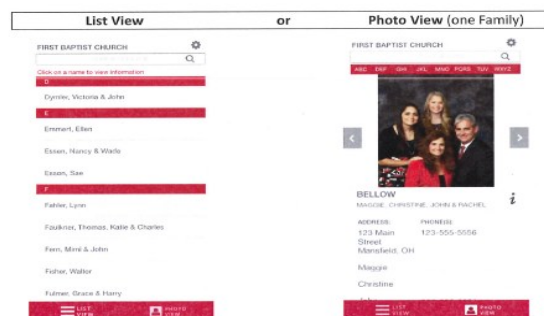 List View or Photo View (one Family)
FIRST BAPTIST CHURCH
Click on a name to view information
D
Dymler, Victoria & John
E
Emmert, Ellen
Essen, Nancy & Wade
Esson, Sae
F
Fahler, Lynn
Faulkner, Thomas, Katie & Charles
Fern, Mimi & John
Fisher, Walter
Fulmer, Grace & Harry
LIST VIEW
PHOTO VIEW
FIRST BAPTIST CHURCH
ABC DEF GHI JKL MNO PQRS TUV WXYZ
BELLOW
MAGGIE, CHRISTINE, JOHN & RACHEL
i
ADDRESS: PHONE(S):
123 Main 123-555-5556
Street
Mansfield, OH
Maggie
Christine
LIST VIEW
PHOTO VIEW